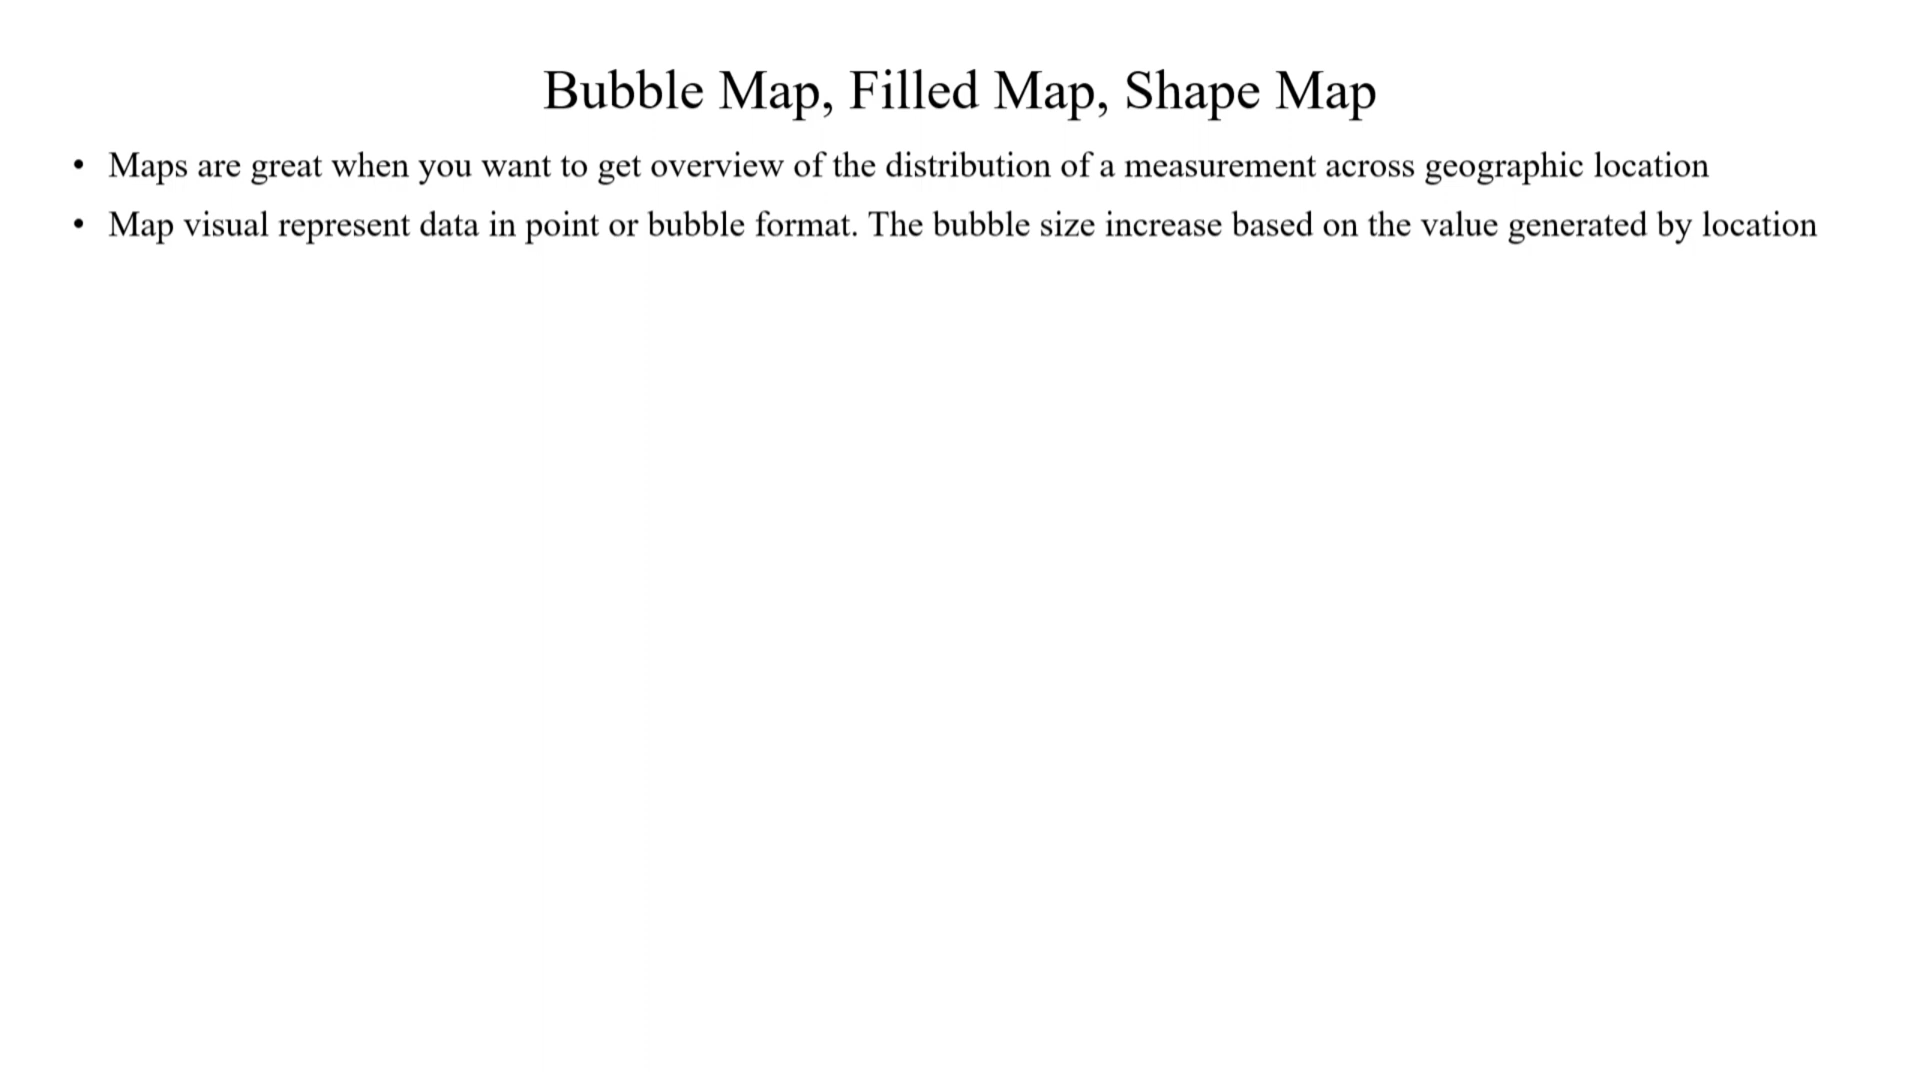 Bubble Map, Filled Map, Shape Map
• Maps are great when you want to get overview of the distribution of a measurement across geographic location
• Map visual represent data in point or bubble format. The bubble size increase based on the value generated by location